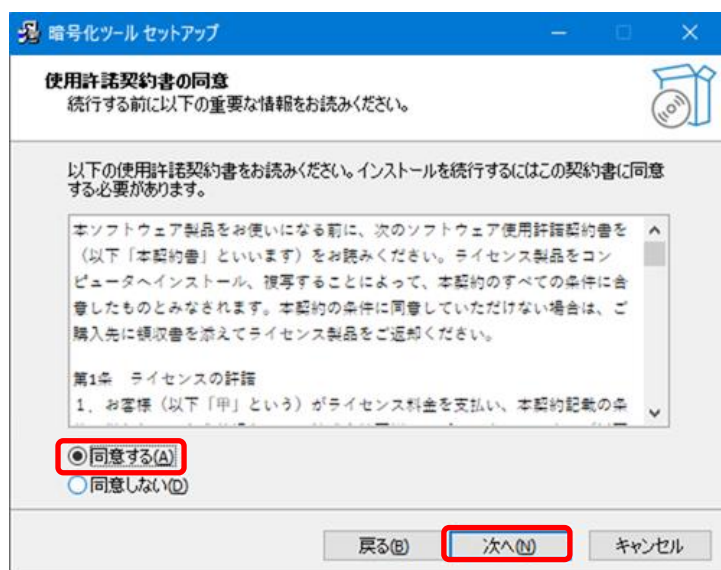 暗号化ツール セットアップ
使用許諾契約書の同意
続行する前に以下の重要な情報をお読みください。
以下の使用許諾契約書をお読みください。インストールを続行するにはこの契約書に同意
する必要があります。
本ソフトウェア製品をお使いになる前に、次のソフトウェア使用許諾契約書を
（以下「本契約書」といいます）をお読みください。ライセンス製品をコン
ピュータへインストール、複写することによって、本契約のすべての条件に合
意したものとみなされます。本契約の条件に同意していただけない場合は、ご
購入先に領収書を添えてライセンス製品をご返却ください。
第1条　ライセンスの許諾
1．お客様（以下「甲」という）がライセンス料金を支払い、本契約記載の条
同意する(A)
同意しない(D)
戻る(B)
次へ(N)
キャンセル